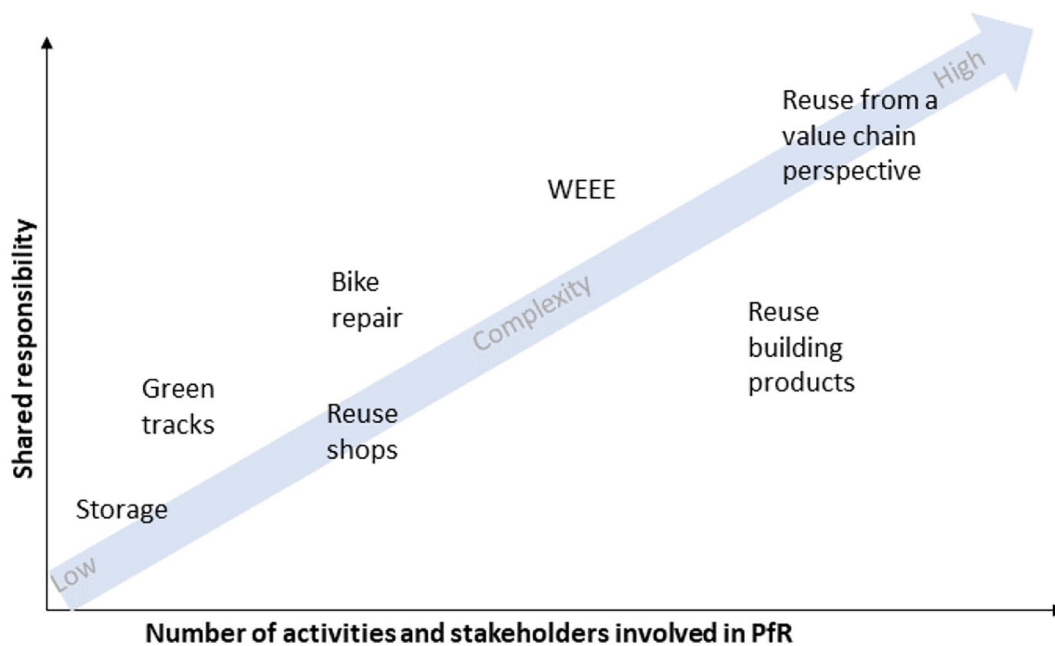 High
Reuse from a
value chain
perspective
WEEE
Shared responsibility
Bike
repair
Complexity
Reuse
building
products
Green
tracks
Reuse
shops
Storage
Low
Number of activities and stakeholders involved in PfR